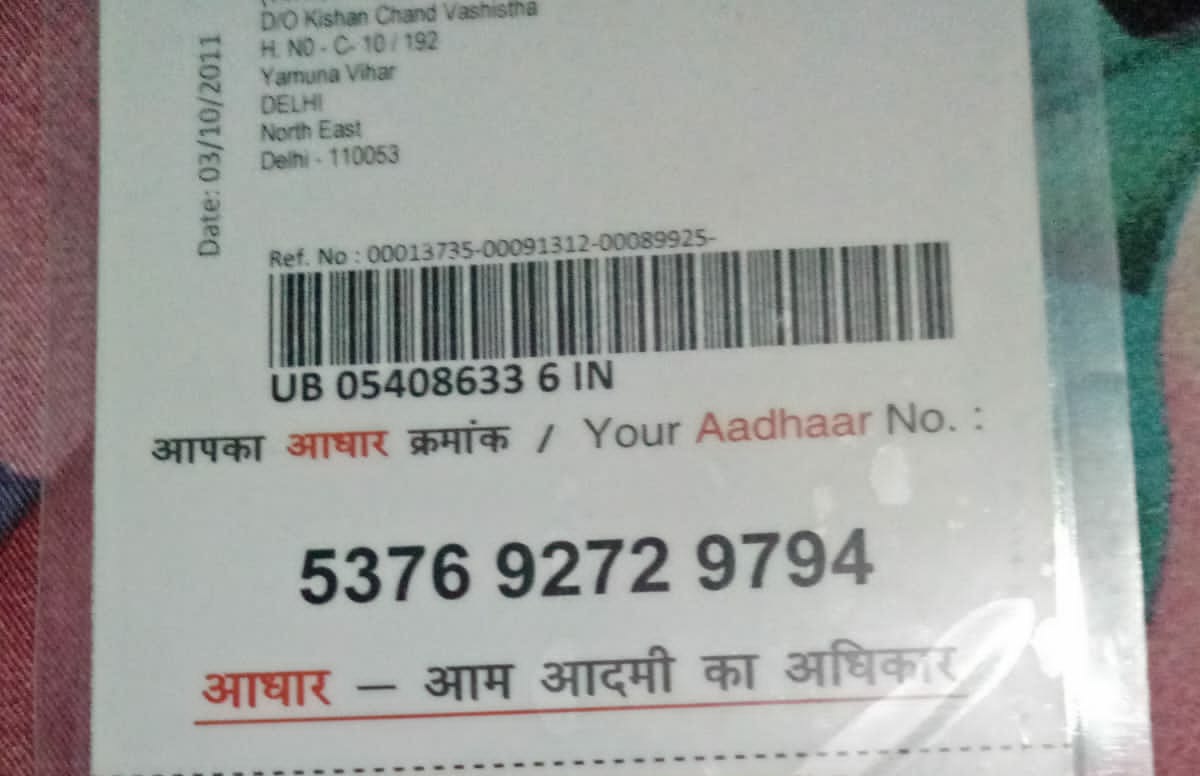 D/O Kishan Chand Vashistha
H. NO - C- 10 / 192
Yamuna Vihar
DELHI
North East
Delhi - 110053
Date: 03/10/2011
Ref. No : 00013735-00091312-00089925-
UB 05408633 6 IN
आपका आधार क्रमांक / Your Aadhaar No. :
5376 9272 9794
आधार – आम आदमी का अधिकार